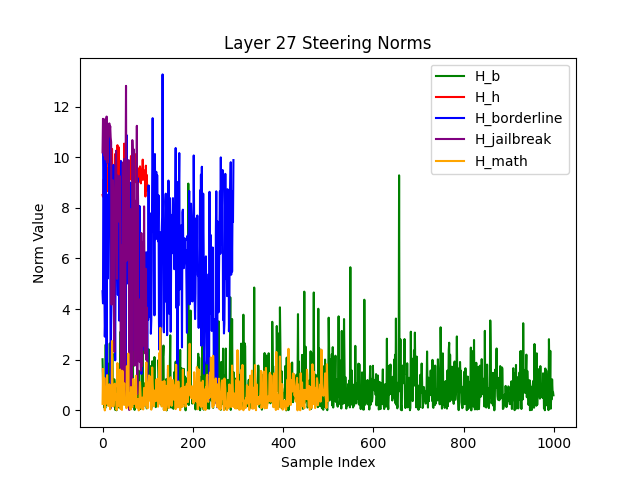 Layer 27 Steering Norms
H_b
H_h
H_borderline
H_jailbreak
H_math
Norm Value
12
10
8
6
4
2
0
0 200 400 600 800 1000
Sample Index